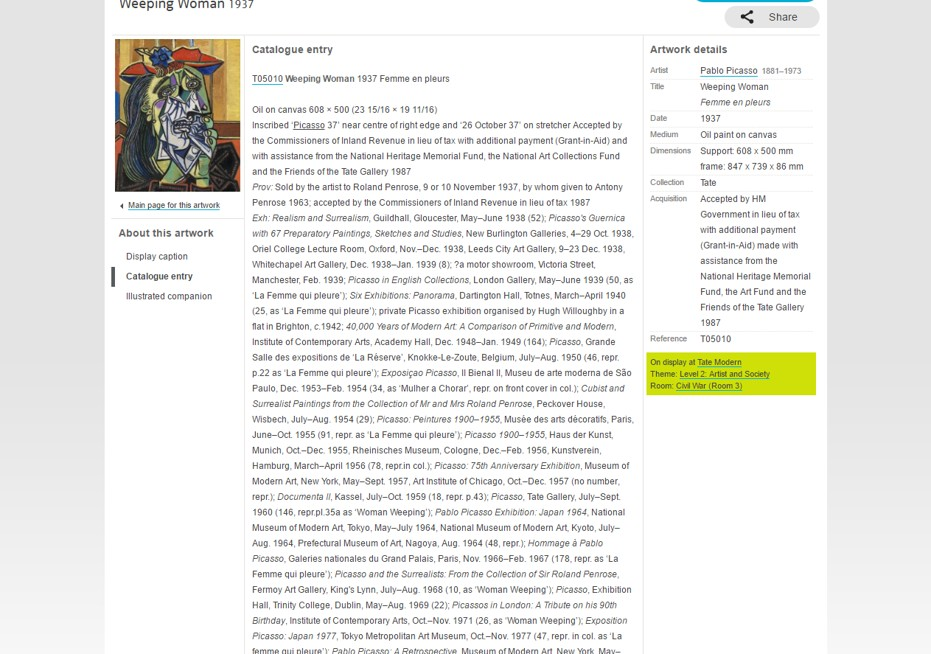 Weeping Woman 1937
Share
Catalogue entry
T05010 Weeping Woman 1937 Femme en pleurs
Oil on canvas 608 × 500 (23 15/16 × 19 11/16)
Inscribed ‘Picasso 37’ near centre of right edge and ‘26 October 37’ on stretcher Accepted by
the Commissioners of Inland Revenue in lieu of tax with additional payment (Grant-in-Aid) and
with assistance from the National Heritage Memorial Fund, the National Art Collections Fund
and the Friends of the Tate Gallery 1987
Prov: Sold by the artist to Roland Penrose, 9 or 10 November 1937, by whom given to Antony
Penrose 1963; accepted by the Commissioners of Inland Revenue in lieu of tax 1987
Exh: Realism and Surrealism, Guildhall, Gloucester, May–June 1938 (52); Picasso's Guernica
with 67 Preparatory Paintings, Sketches and Studies, New Burlington Galleries, 4–29 Oct. 1938,
Oriel College Lecture Room, Oxford, Nov.–Dec. 1938, Leeds City Art Gallery, 9–23 Dec. 1938,
Whitechapel Art Gallery, Dec. 1938–Jan. 1939 (8); ?a motor showroom, Victoria Street,
Manchester, Feb. 1939; Picasso in English Collections, London Gallery, May–June 1939 (50, as
‘La Femme qui pleure’); Six Exhibitions: Panorama, Dartington Hall, Totnes, March–April 1940
(25, as ‘La Femme qui pleure’); private Picasso exhibition organised by Hugh Willoughby in a
flat in Brighton, c.1942; 40,000 Years of Modern Art: A Comparison of Primitive and Modern,
Institute of Contemporary Arts, Academy Hall, Dec. 1948–Jan. 1949 (164); Picasso, Grande
Salle des expositions de ‘La Réserve’, Knokke-Le-Zoute, Belgium, July–Aug. 1950 (46, repr.
p.22 as ‘La Femme qui pleure’); Exposiçao Picasso, II Bienal II, Museu de arte moderna de São
Paulo, Dec. 1953–Feb. 1954 (34, as ‘Mulher a Chorar’, repr. on front cover in col.); Cubist and
Surrealist Paintings from the Collection of Mr and Mrs Roland Penrose, Peckover House,
Wisbech, July–Aug. 1954 (29); Picasso: Peintures 1900–1955, Musée des arts décoratifs, Paris,
June–Oct. 1955 (91, repr. as ‘La Femme qui pleure’); Picasso 1900–1955, Haus der Kunst,
Munich, Oct.–Dec. 1955, Rheinisches Museum, Cologne, Dec.–Feb. 1956, Kunstverein,
Hamburg, March–April 1956 (78, repr.in col.); Picasso: 75th Anniversary Exhibition, Museum of
Modern Art, New York, May–Sept. 1957, Art Institute of Chicago, Oct.–Dec. 1957 (no number,
repr.); Documenta II, Kassel, July–Oct. 1959 (18, repr. p.43); Picasso, Tate Gallery, July–Sept.
1960 (146, repr.pl.35a as ‘Woman Weeping’); Pablo Picasso Exhibition: Japan 1964, National
Museum of Modern Art, Tokyo, May–July 1964, National Museum of Modern Art, Kyoto, July–
Aug. 1964, Prefectural Museum of Art, Nagoya, Aug. 1964 (48, repr.); Hommage à Pablo
Picasso, Galeries nationales du Grand Palais, Paris, Nov. 1966–Feb. 1967 (178, repr. as ‘La
Femme qui pleure’); Picasso and the Surrealists: From the Collection of Sir Roland Penrose,
Fermoy Art Gallery, King's Lynn, July–Aug. 1968 (10, as ‘Woman Weeping’); Picasso, Exhibition
Hall, Trinity College, Dublin, May–Aug. 1969 (22); Picassos in London: A Tribute on his 90th
Birthday, Institute of Contemporary Arts, Oct.–Nov. 1971 (26, as ‘Woman Weeping’); Exposition
Picasso: Japan 1977, Tokyo Metropolitan Art Museum, Oct.–Nov. 1977 (47, repr. in col. as ‘La
femme qui pleure’); Pablo Picasso: A Retrospective, Museum of Modern Art, New York, May–
Main page for this artwork
About this artwork
Display caption
Catalogue entry
Illustrated companion
Artwork details
Artist Pablo Picasso 1881–1973
Title Weeping Woman
Femme en pleurs
Date 1937
Medium Oil paint on canvas
Dimensions Support: 608 x 500 mm
frame: 847 x 739 x 86 mm
Collection Tate
Acquisition Accepted by HM
Government in lieu of tax
with additional payment
(Grant-in-Aid) made with
assistance from the
National Heritage Memorial
Fund, the Art Fund and the
Friends of the Tate Gallery
1987
Reference T05010
On display at Tate Modern
Theme: Level 2: Artist and Society
Room: Civil War (Room 3)